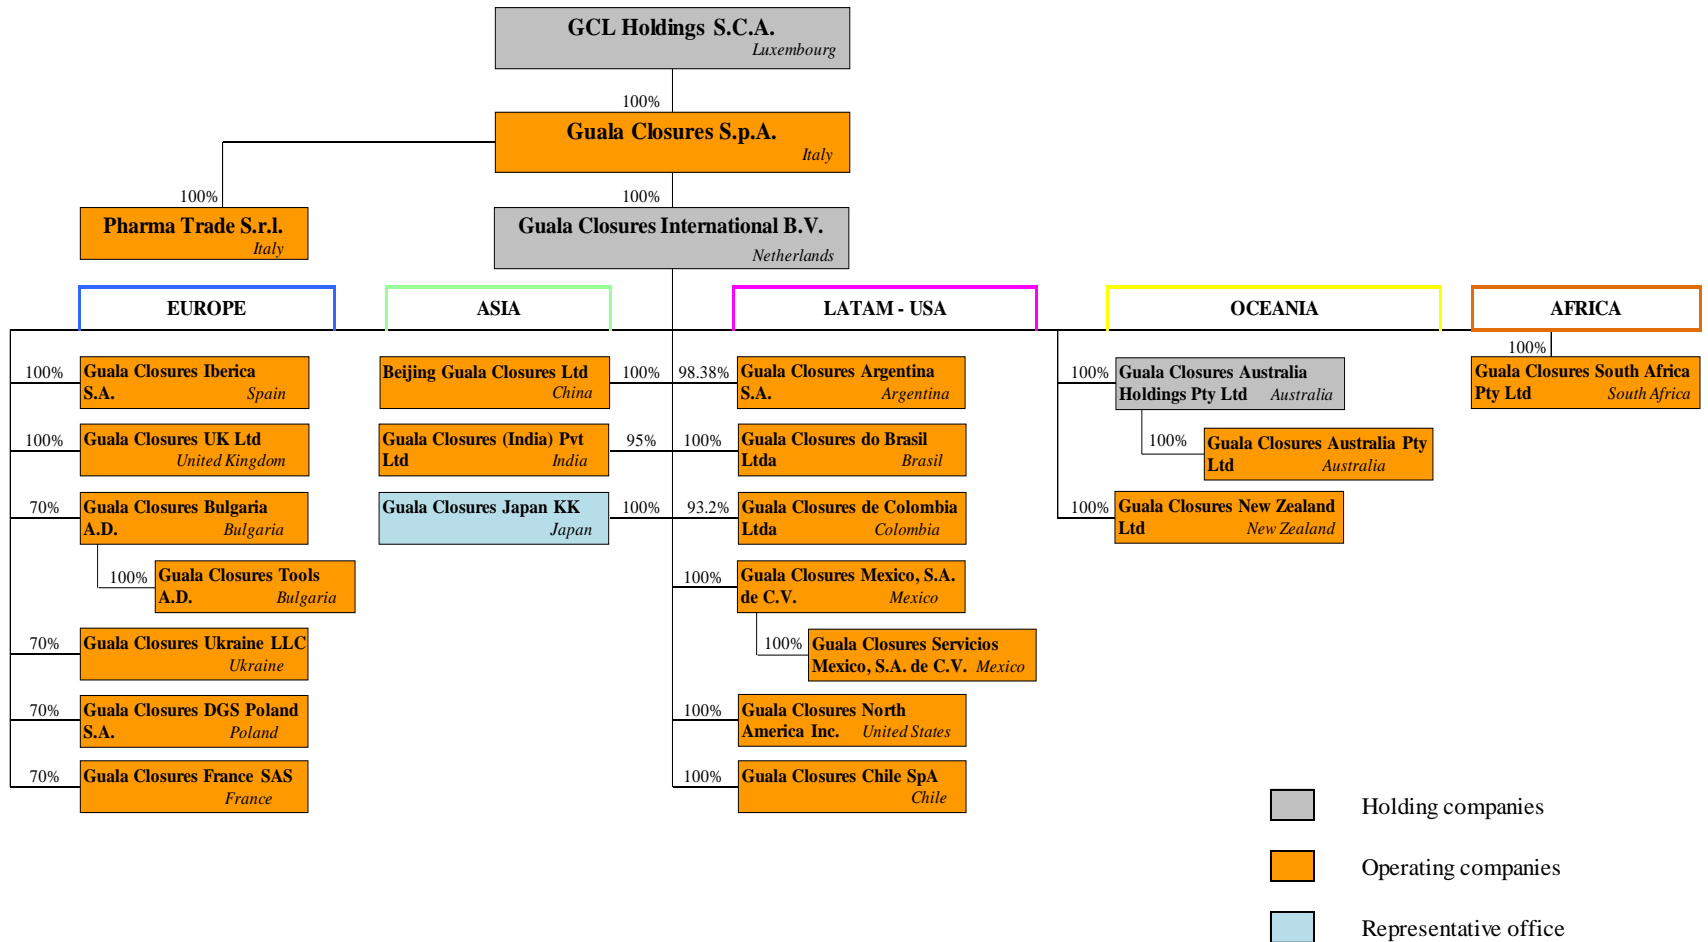 GCL Holdings S.C.A.
Luxembourg
100%
Guala Closures S.p.A.
Italy
100%
100%
Pharma Trade S.r.l.
Italy
Guala Closures International B.V.
Netherlands
EUROPE
ASIA
LATAM - USA
OCEANIA
AFRICA
100%
Guala Closures Iberica
S.A. Spain
100%
Guala Closures UK Ltd
United Kingdom
70%
Guala Closures Bulgaria
A.D. Bulgaria
100%
Guala Closures Tools
A.D. Bulgaria
70%
Guala Closures Ukraine LLC
Ukraine
70%
Guala Closures DGS Poland
S.A. Poland
70%
Guala Closures France SAS
France
Beijing Guala Closures Ltd
China
100%
Guala Closures (India) Pvt
Ltd India
95%
Guala Closures Japan KK
Japan
100%
98.38%
Guala Closures Argentina
S.A. Argentina
100%
Guala Closures do Brasil
Ltda Brasil
93.2%
Guala Closures de Colombia
Ltda Colombia
100%
Guala Closures Mexico, S.A.
de C.V. Mexico
100%
Guala Closures Servicios
Mexico, S.A. de C.V. Mexico
100%
Guala Closures North
America Inc. United States
100%
Guala Closures Chile SpA
Chile
100%
Guala Closures Australia
Holdings Pty Ltd Australia
100%
Guala Closures Australia Pty
Ltd Australia
100%
Guala Closures New Zealand
Ltd New Zealand
100%
Guala Closures South Africa
Pty Ltd South Africa
Holding companies
Operating companies
Representative office